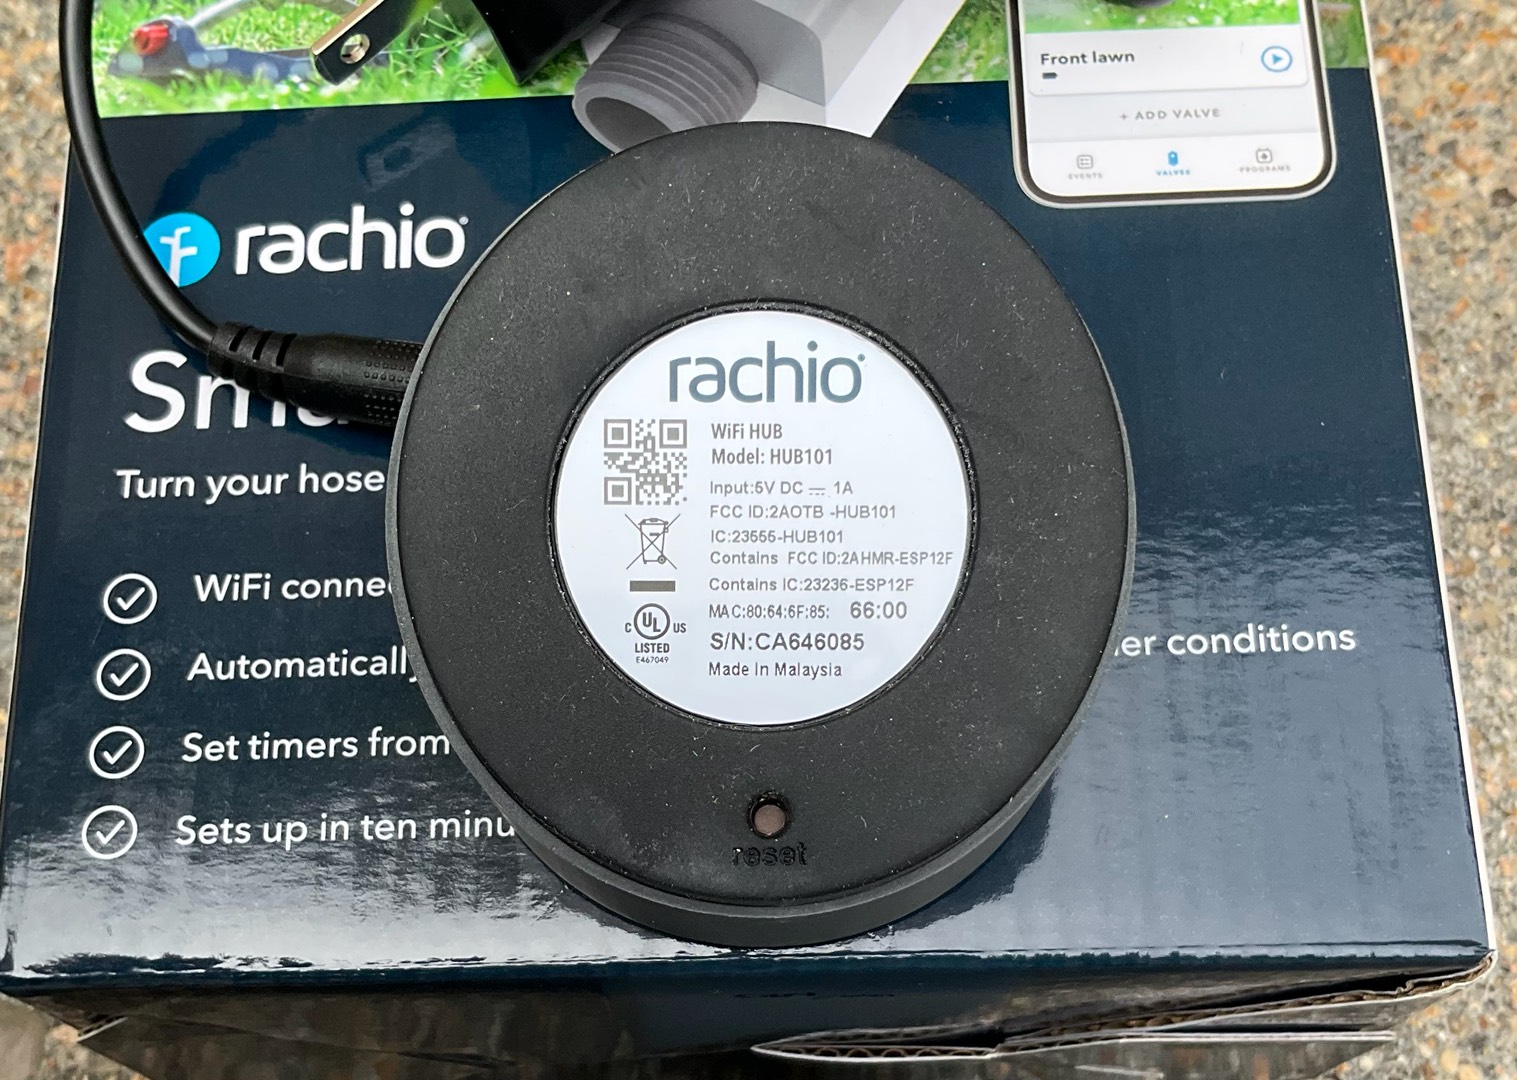 Front lawn
+ ADD VALVE
EVENTS
VALVES
PROGRAMS
rachio
Turn your hose
WiFi
Automatically
Set timers from
Sets up in ten
er conditions
rachio
WiFi HUB
Model: HUB101
Input:5V DC ⎓ 1A
FCC ID:2AOTB -HUB101
IC:23555-HUB101
Contains FCC ID:2AHMR-ESP12F
Contains IC:23236-ESP12F
MAC:80:64:6F:85: 66:00
S/N:CA646085
Made In Malaysia
C UL US
LISTED
E467049
reset